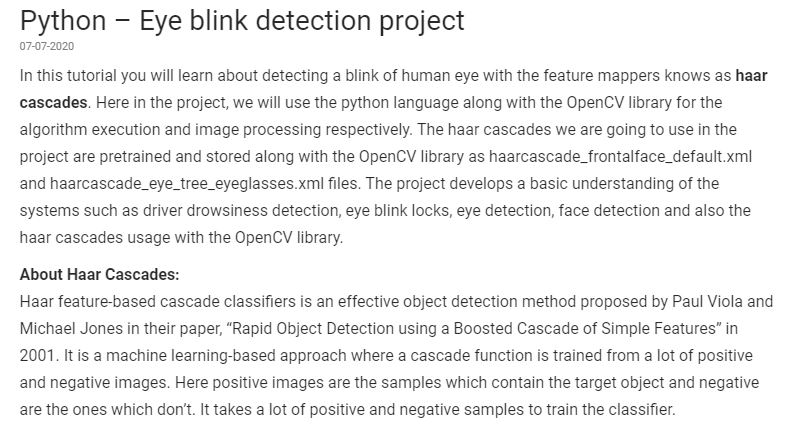 Python – Eye blink detection project
07-07-2020
In this tutorial you will learn about detecting a blink of human eye with the feature mappers knows as haar
cascades. Here in the project, we will use the python language along with the OpenCV library for the
algorithm execution and image processing respectively. The haar cascades we are going to use in the
project are pretrained and stored along with the OpenCV library as haarcascade_frontalface_default.xml
and haarcascade_eye_tree_eyeglasses.xml files. The project develops a basic understanding of the
systems such as driver drowsiness detection, eye blink locks, eye detection, face detection and also the
haar cascades usage with the OpenCV library.
About Haar Cascades:
Haar feature-based cascade classifiers is an effective object detection method proposed by Paul Viola and
Michael Jones in their paper, “Rapid Object Detection using a Boosted Cascade of Simple Features” in
2001. It is a machine learning-based approach where a cascade function is trained from a lot of positive
and negative images. Here positive images are the samples which contain the target object and negative
are the ones which don’t. It takes a lot of positive and negative samples to train the classifier.